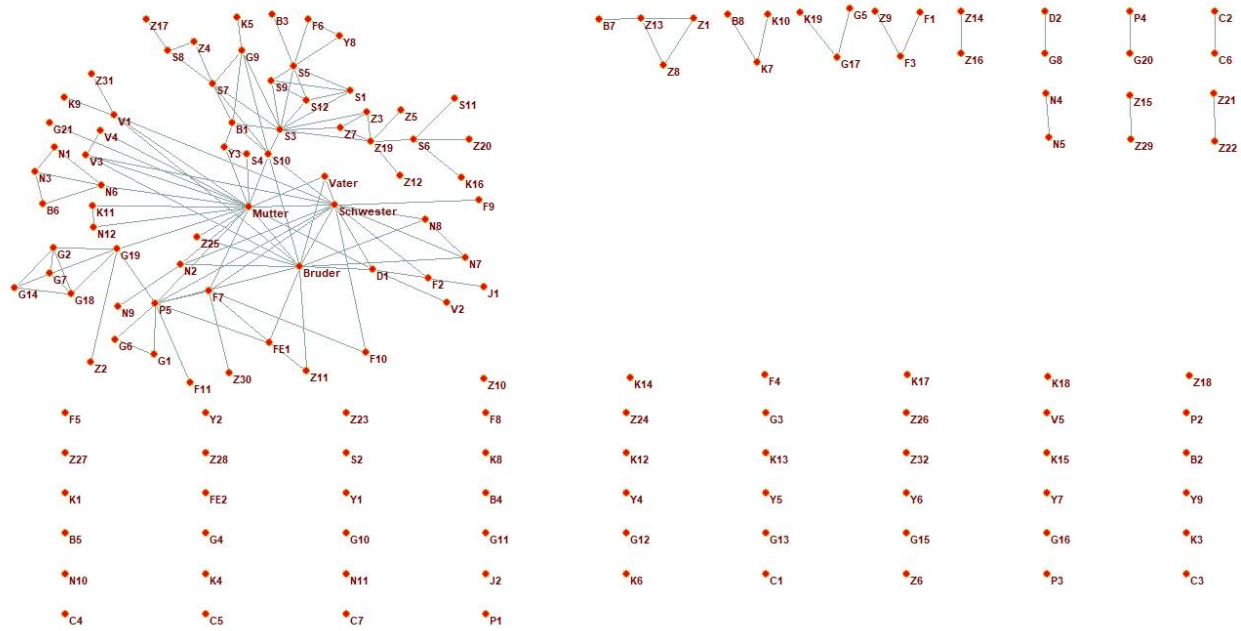 Z17
K5
B3
F6
Y8
Z4
S8
G9
S5
S7
S9
S12
S1
Z31
K9
V1
G21
V4
B1
S3
Z3
Z7
Z5
S11
Z19
S6
Z20
N1
V3
Y3
S4
S10
N3
N6
Vater
Z12
K16
B6
K11
Mutter
Schwester
F9
N12
N8
G2
G19
Z25
N7
G7
N2
Bruder
D1
F2
J1
G14
G18
N9
P5
F7
V2
G6
G1
FE1
F10
Z2
F11
Z30
Z11
B7
Z13
Z1
Z8
B8
K10
K7
K19
G5
G17
Z9
F1
F3
Z14
Z16
D2
G8
P4
G20
C2
C6
N4
N5
Z15
Z29
Z21
Z22
Z10
K14
F4
K17
K18
Z18
F5
Y2
Z23
F8
Z24
G3
Z26
V5
P2
Z27
Z28
S2
K8
K12
K13
Z32
K15
B2
K1
FE2
Y1
B4
Y4
Y5
Y6
Y7
Y9
B5
G4
G10
G11
G12
G13
G15
G16
K3
N10
K4
N11
J2
K6
C1
Z6
P3
C3
C4
C5
C7
P1